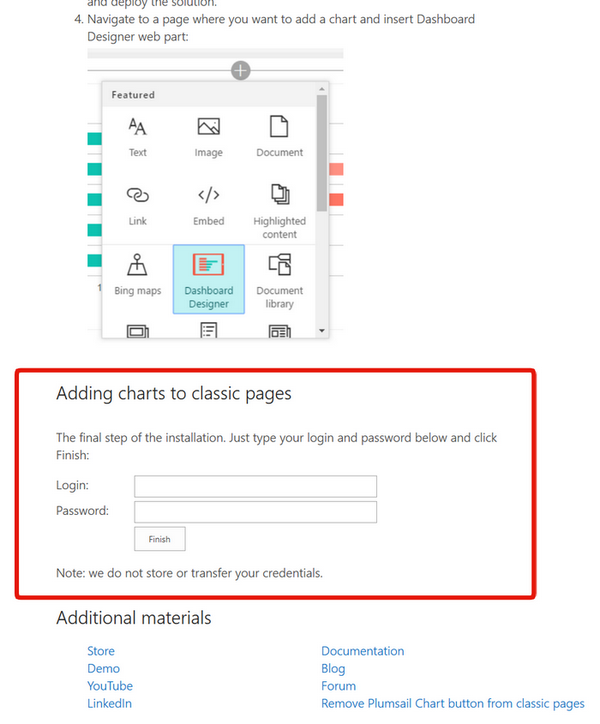 and deploy the solution.
4. Navigate to a page where you want to add a chart and insert Dashboard
Designer web part:
Featured
Text
Image
Document
Link
Embed
Highlighted
content
1
Bing maps
Dashboard
Designer
Document
library
Adding charts to classic pages
The final step of the installation. Just type your login and password below and click
Finish:
Login:
Password:
Finish
Note: we do not store or transfer your credentials.
Additional materials
Store
Documentation
Demo
Blog
YouTube
Forum
LinkedIn
Remove Plumsail Chart button from classic pages